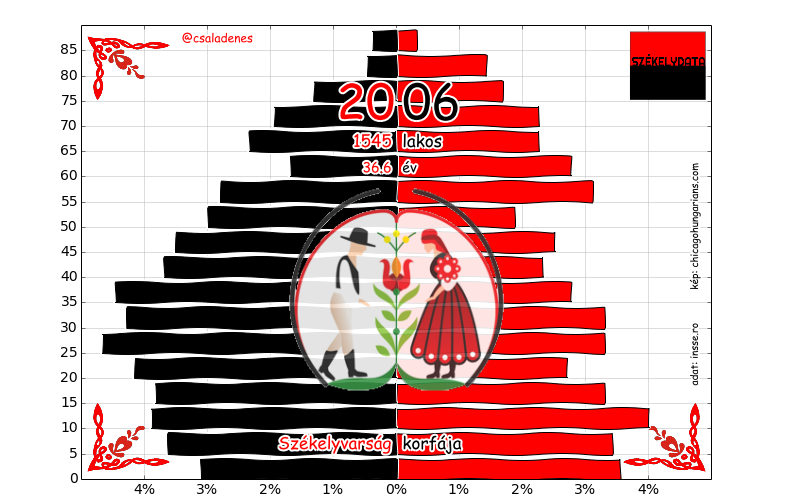 @csaladenes
SZÉKELYDATA
2006
1545 lakos
36.6 év
kép: chicagohungarians.com
adat: insse.ro
Székelyvarság korfája
85
80
75
70
65
60
55
50
45
40
35
30
25
20
15
10
5
0
4% 3% 2% 1% 0% 1% 2% 3% 4%